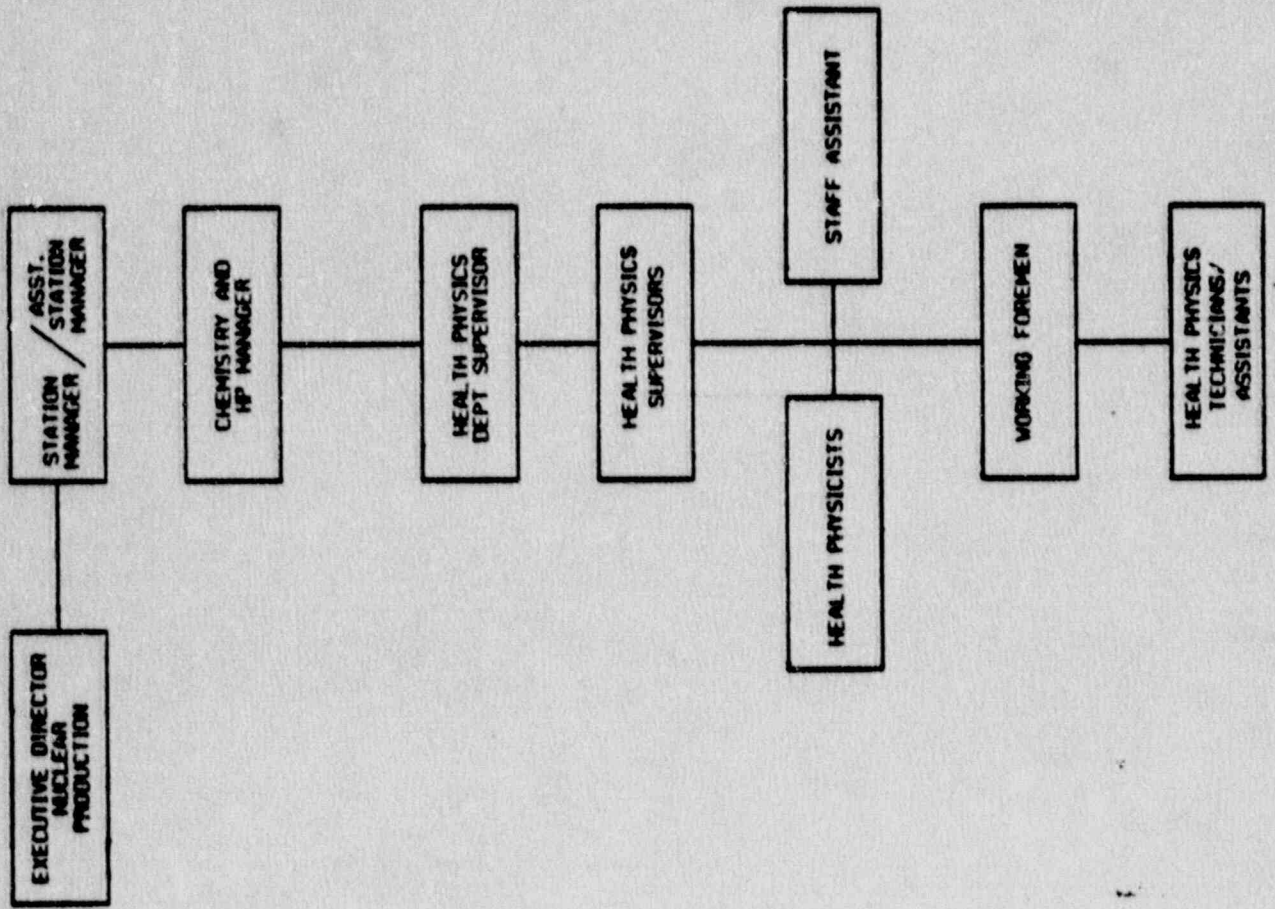 EXECUTIVE DIRECTOR
NUCLEAR
PRODUCTION
STATION
MANAGER /
ASST.
STATION
MANAGER
CHEMISTRY AND
HP MANAGER
HEALTH PHYSICS
DEPT SUPERVISOR
HEALTH PHYSICS
SUPERVISORS
HEALTH PHYSICISTS
STAFF ASSISTANT
WORKING FOREMEN
HEALTH PHYSICS
TECHNICIANS/
ASSISTANTS